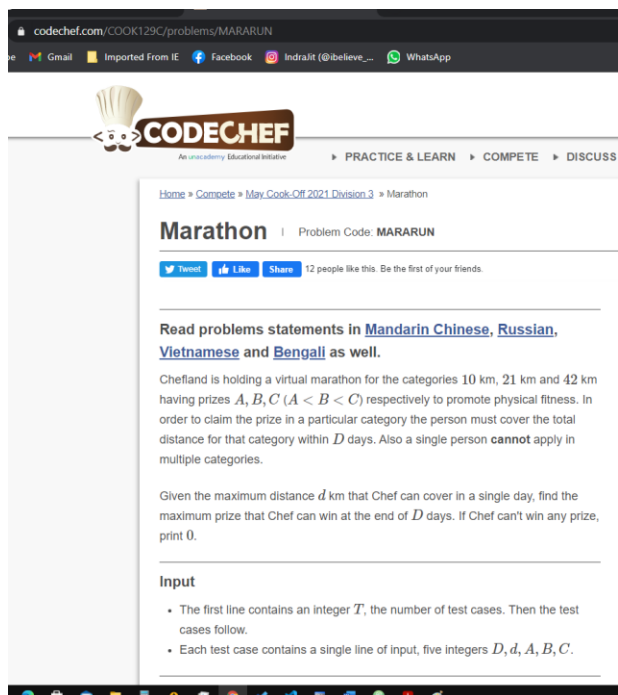 codechef.com/COOK129C/problems/MARARUN
Gmail Imported From IE Facebook IndraJit (@ibelieve_... WhatsApp
CODECHEF
An unacademy Educational Initiative
PRACTICE & LEARN COMPETE DISCUSS
Home » Compete » May Cook-Off 2021 Division 3 » Marathon
Marathon | Problem Code: MARARUN
Tweet Like Share 12 people like this. Be the first of your friends.
Read problems statements in Mandarin Chinese, Russian,
Vietnamese and Bengali as well.
Chefland is holding a virtual marathon for the categories 10 km, 21 km and 42 km
having prizes A, B, C (A < B < C) respectively to promote physical fitness. In
order to claim the prize in a particular category the person must cover the total
distance for that category within D days. Also a single person cannot apply in
multiple categories.
Given the maximum distance d km that Chef can cover in a single day, find the
maximum prize that Chef can win at the end of D days. If Chef can't win any prize,
print 0.
Input
• The first line contains an integer T, the number of test cases. Then the test
cases follow.
• Each test case contains a single line of input, five integers D, d, A, B, C.